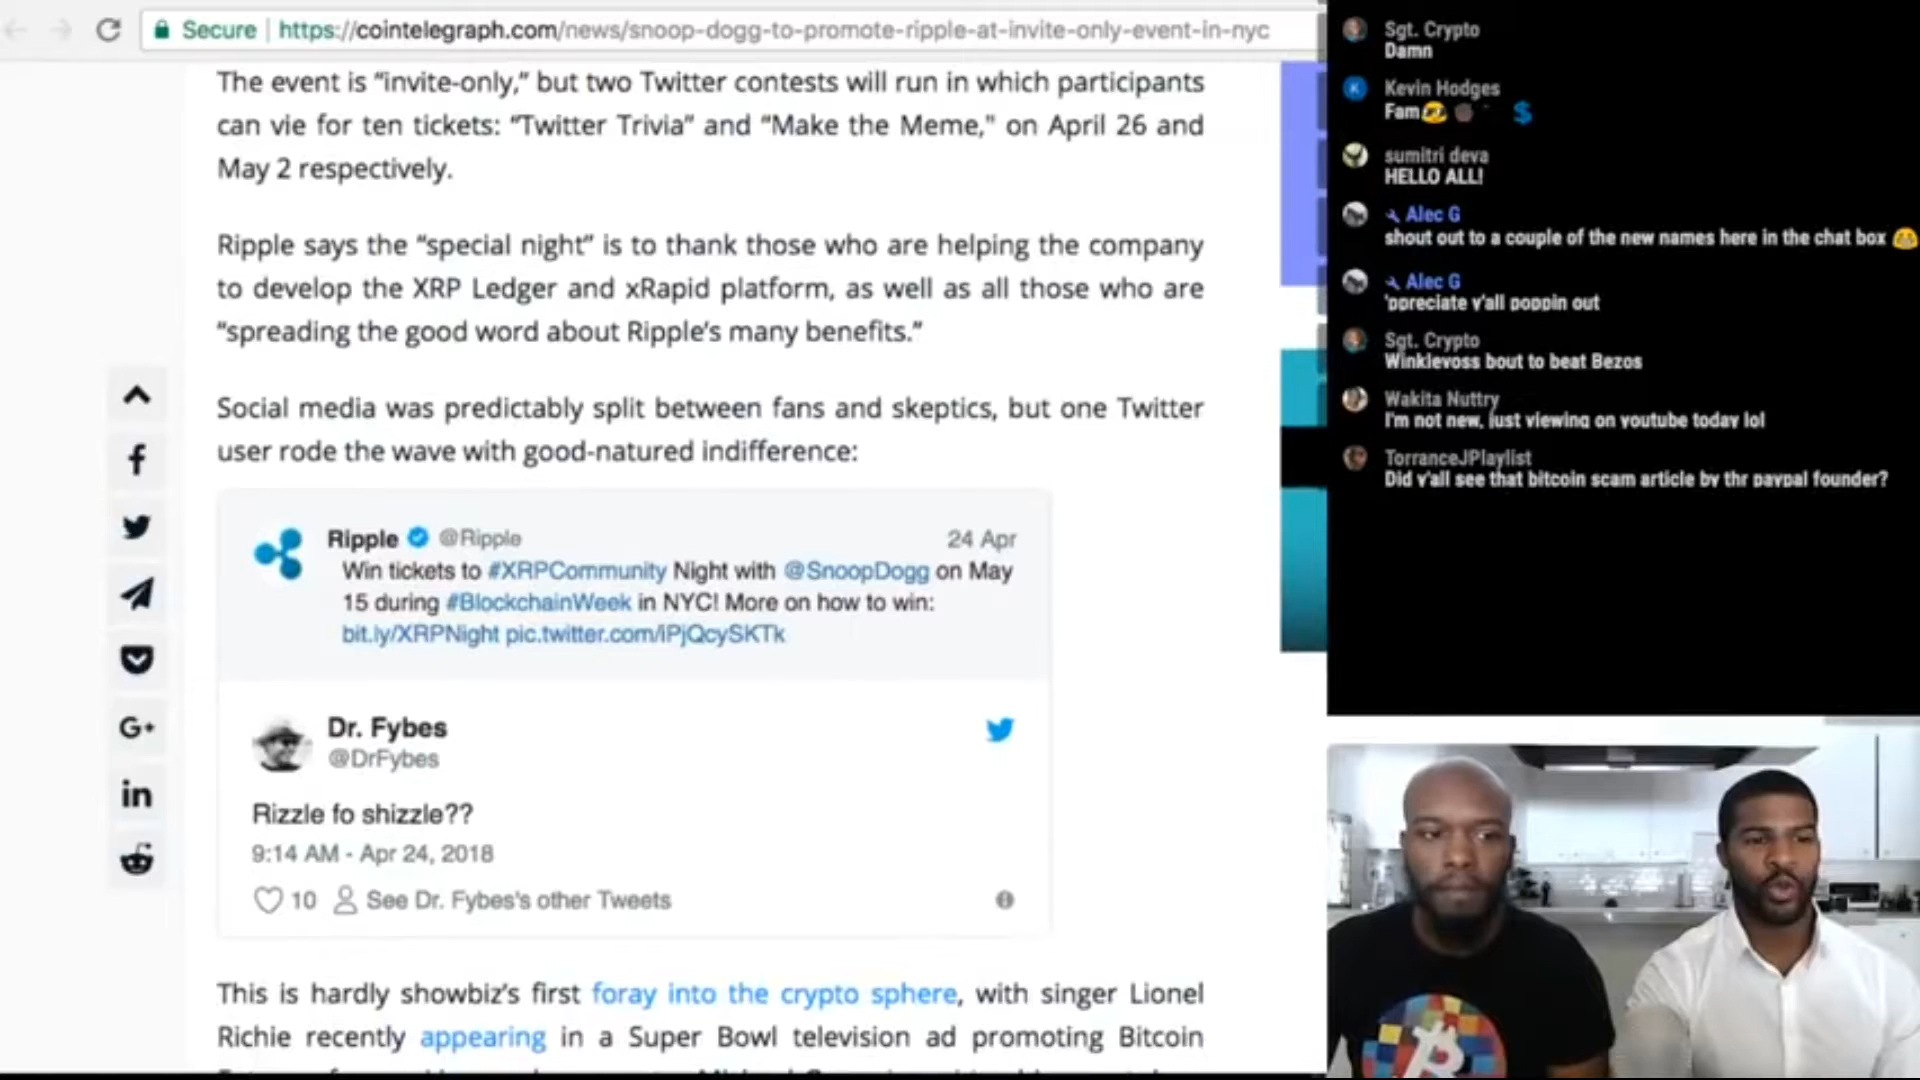 Secure | https://cointelegraph.com/news/snoop-dogg-to-promote-ripple-at-invite-only-event-in-nyc
The event is “invite-only,” but two Twitter contests will run in which participants
can vie for ten tickets: “Twitter Trivia” and “Make the Meme," on April 26 and
May 2 respectively.
Ripple says the “special night” is to thank those who are helping the company
to develop the XRP Ledger and xRapid platform, as well as all those who are
“spreading the good word about Ripple’s many benefits.”
Social media was predictably split between fans and skeptics, but one Twitter
user rode the wave with good-natured indifference:
Ripple @Ripple 24 Apr
Win tickets to #XRPCommunity Night with @SnoopDogg on May
15 during #BlockchainWeek in NYC! More on how to win:
bit.ly/XRPNight pic.twitter.com/iPjQcySKTk
Dr. Fybes
@DrFybes
Rizzle fo shizzle??
9:14 AM - Apr 24, 2018
10 See Dr. Fybes's other Tweets
This is hardly showbiz’s first foray into the crypto sphere, with singer Lionel
Richie recently appearing in a Super Bowl television ad promoting Bitcoin
Sgt. Crypto
Damn
K Kevin Hodges
Fam
sumitri deva
HELLO ALL!
Alec G
shout out to a couple of the new names here in the chat box
Alec G
'ppreciate y'all poppin out
Sgt. Crypto
Winklevoss bout to beat Bezos
Wakita Nuttry
I'm not new, just viewing on youtube today lol
TorranceJPlaylist
Did y'all see that bitcoin scam article by thr paypal founder?